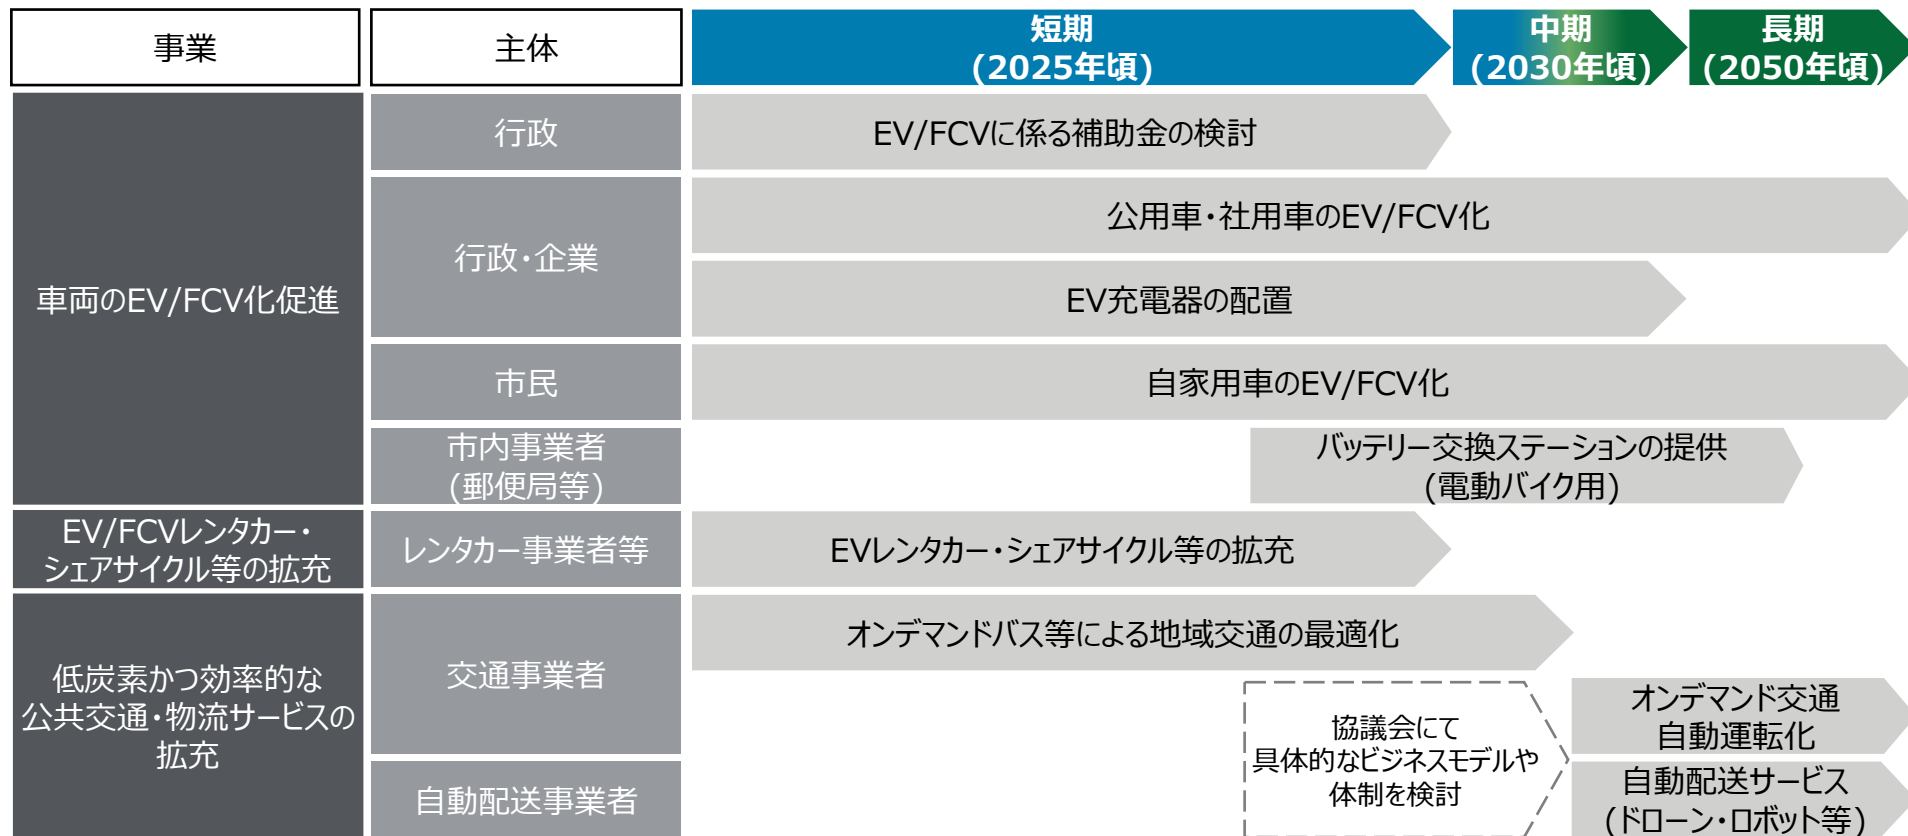 事業
主体
短期
(2025年頃)
中期
(2030年頃)
長期
(2050年頃)
車両のEV/FCV化促進
行政
EV/FCVに係る補助金の検討
行政・企業
公用車・社用車のEV/FCV化
EV充電器の配置
市民
自家用車のEV/FCV化
市内事業者
(郵便局等)
バッテリー交換ステーションの提供
(電動バイク用)
EV/FCVレンタカー・
シェアサイクル等の拡充
レンタカー事業者等
EVレンタカー・シェアサイクル等の拡充
低炭素かつ効率的な
公共交通・物流サービスの
拡充
交通事業者
オンデマンドバス等による地域交通の最適化
協議会にて
具体的なビジネスモデルや
体制を検討
オンデマンド交通
自動運転化
自動配送事業者
自動配送サービス
(ドローン・ロボット等)